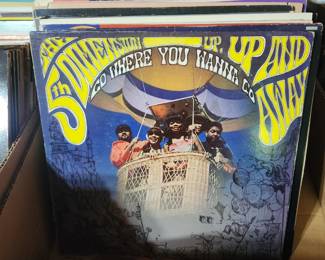 THE
5th DIMENSION
UP, UP AND
AWAY
GO WHERE YOU WANNA GO